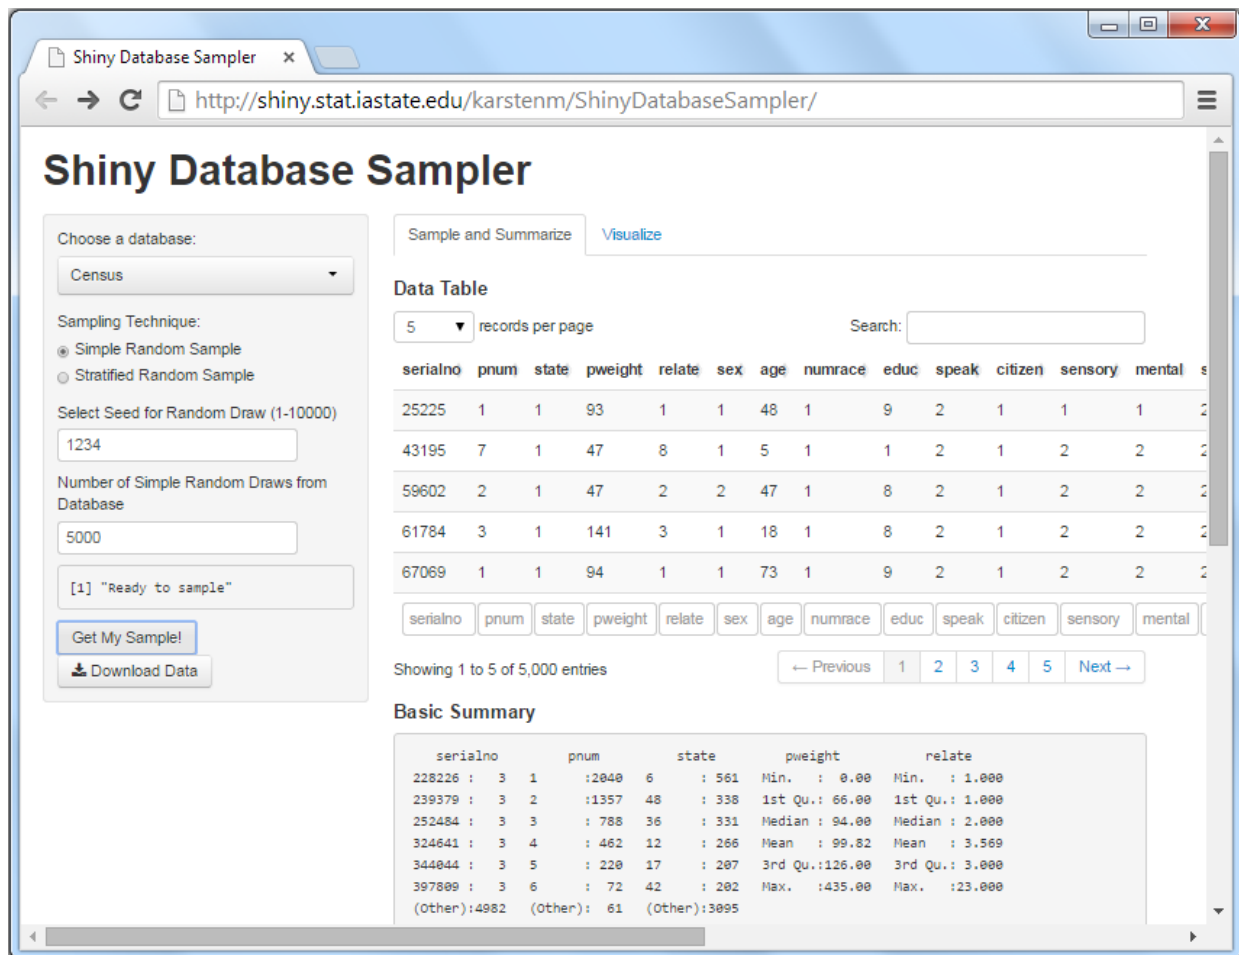 Shiny Database Sampler
http://shiny.stat.iastate.edu/karstenm/ShinyDatabaseSampler/
Shiny Database Sampler
Choose a database:
Census
Sampling Technique:
Simple Random Sample
Stratified Random Sample
Select Seed for Random Draw (1-10000)
1234
Number of Simple Random Draws from
Database
5000
[1] "Ready to sample"
Get My Sample!
Download Data
Sample and Summarize Visualize
Data Table
5 records per page Search:
serialno pnum state pweight relate sex age numrace educ speak citizen sensory mental s
25225 1 1 93 1 1 48 1 9 2 1 1 1 2
43195 7 1 47 8 1 5 1 1 2 1 2 2 2
59602 2 1 47 2 2 47 1 8 2 1 2 2 2
61784 3 1 141 3 1 18 1 8 2 1 2 2 2
67069 1 1 94 1 1 73 1 9 2 1 2 2 2
serialno pnum state pweight relate sex age numrace educ speak citizen sensory mental
Showing 1 to 5 of 5,000 entries
← Previous 1 2 3 4 5 Next →
Basic Summary
serialno pnum state pweight relate
228226 : 3 1 :2040 6 : 561 Min. : 0.00 Min. : 1.000
239379 : 3 2 :1357 48 : 338 1st Qu.: 66.00 1st Qu.: 1.000
252484 : 3 3 : 788 36 : 331 Median : 94.00 Median : 2.000
324641 : 3 4 : 462 12 : 266 Mean : 99.82 Mean : 3.569
344044 : 3 5 : 220 17 : 207 3rd Qu.:126.00 3rd Qu.: 3.000
397809 : 3 6 : 72 42 : 202 Max. :435.00 Max. :23.000
(Other):4982 (Other): 61 (Other):3095